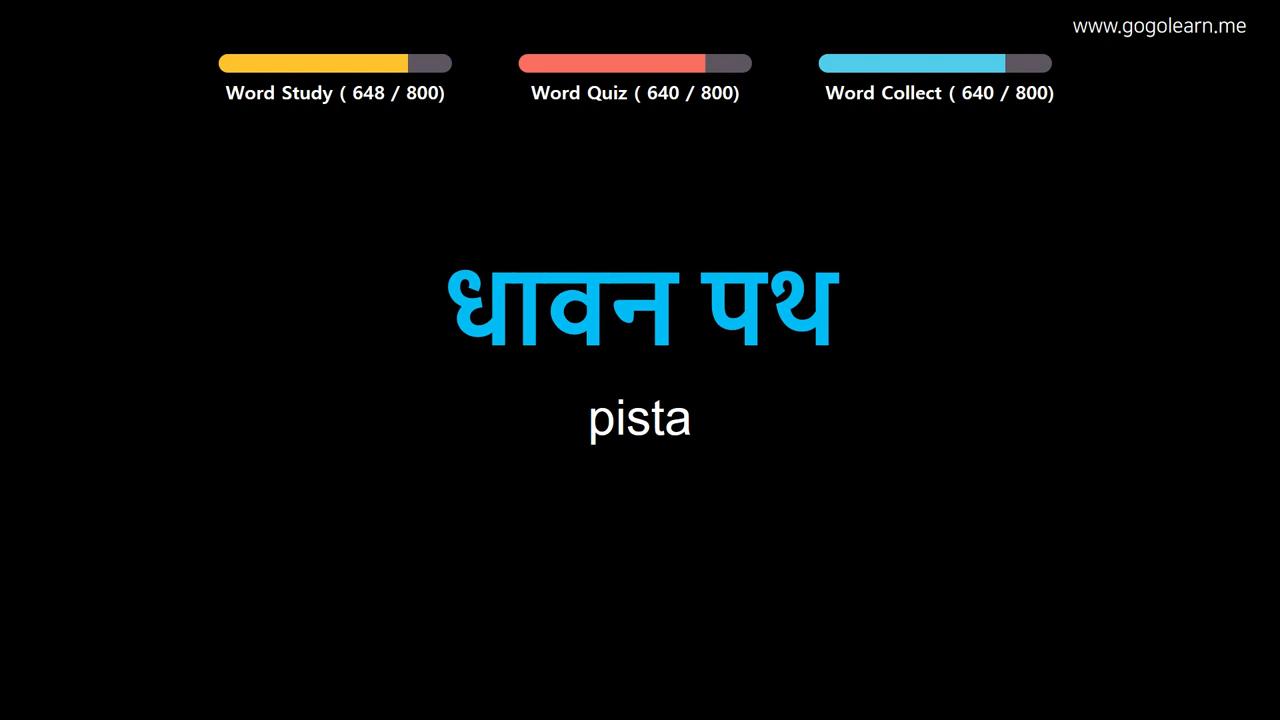 www.gogolearn.me
Word Study ( 648 / 800)
Word Quiz ( 640 / 800)
Word Collect ( 640 / 800)
धावन पथ
pista